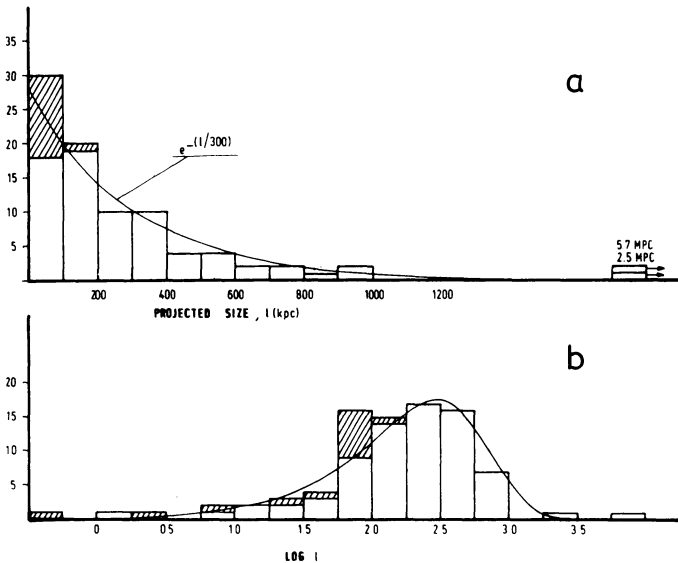 35
30
25
20
15
10
5
a
e-(l/300)
5 7 MPC
2.5 MPC
200 400 600 800 1000 1200
PROJECTED SIZE , l (kpc)
b
20
15
10
5
0 0 5 1 0 1 5 2 0 2 5 3 0 3 5
LOG l